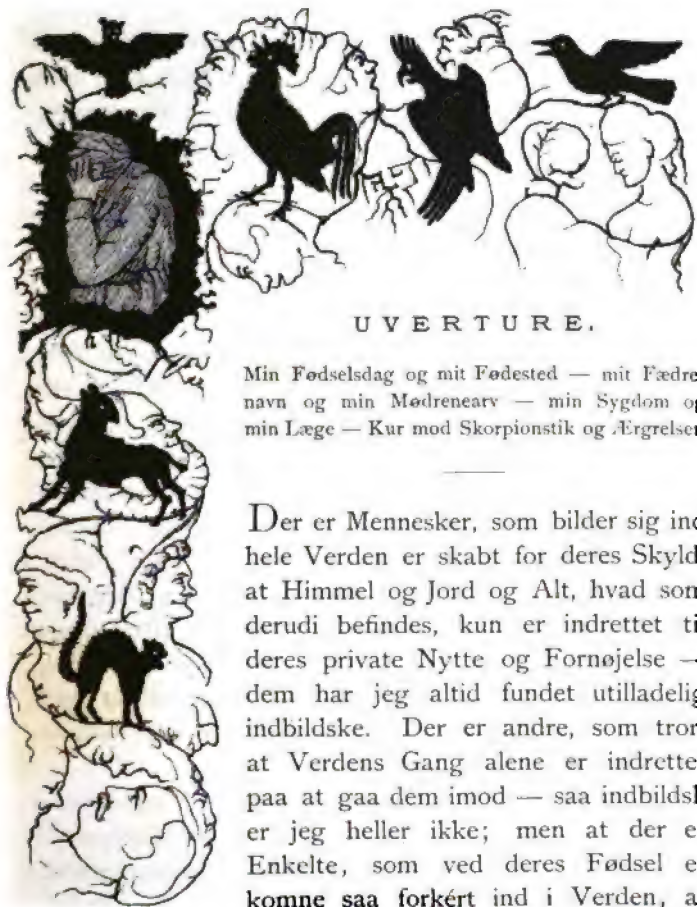 UVERTURE.
Min Fødselsdag og mit Fødested — mit Fædre
navn og min Mødrenearv — min Sygdom og
min Læge — Kur mod Skorpionstik og Ærgrelser
Der er Mennesker, som bilder sig ind
hele Verden er skabt for deres Skyld
at Himmel og Jord og Alt, hvad som
derudi befindes, kun er indrettet ti
deres private Nytte og Fornøjelse —
dem har jeg altid fundet utilladelig
indbildske. Der er andre, som tror
at Verdens Gang alene er indrette
paa at gaa dem imod — saa indbildsk
er jeg heller ikke; men at der e
Enkelte, som ved deres Fødsel e
komne saa forkért ind i Verden, a